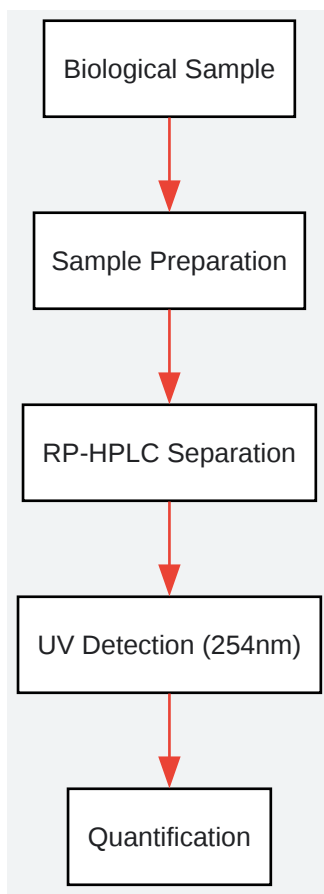 Biological Sample
Sample Preparation
RP-HPLC Separation
UV Detection (254nm)
Quantification